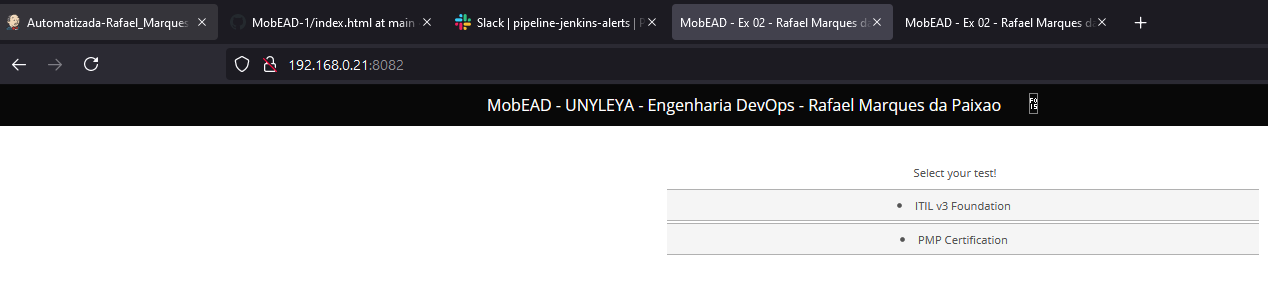 Automatizada-Rafael_Marques
MobEAD-1/index.html at main
Slack | pipeline-jenkins-alerts |
MobEAD - Ex 02 - Rafael Marques d
MobEAD - Ex 02 - Rafael Marques d
192.168.0.21:8082
MobEAD - UNYLEYA - Engenharia DevOps - Rafael Marques da Paixao
Select your test!
ITIL v3 Foundation
PMP Certification